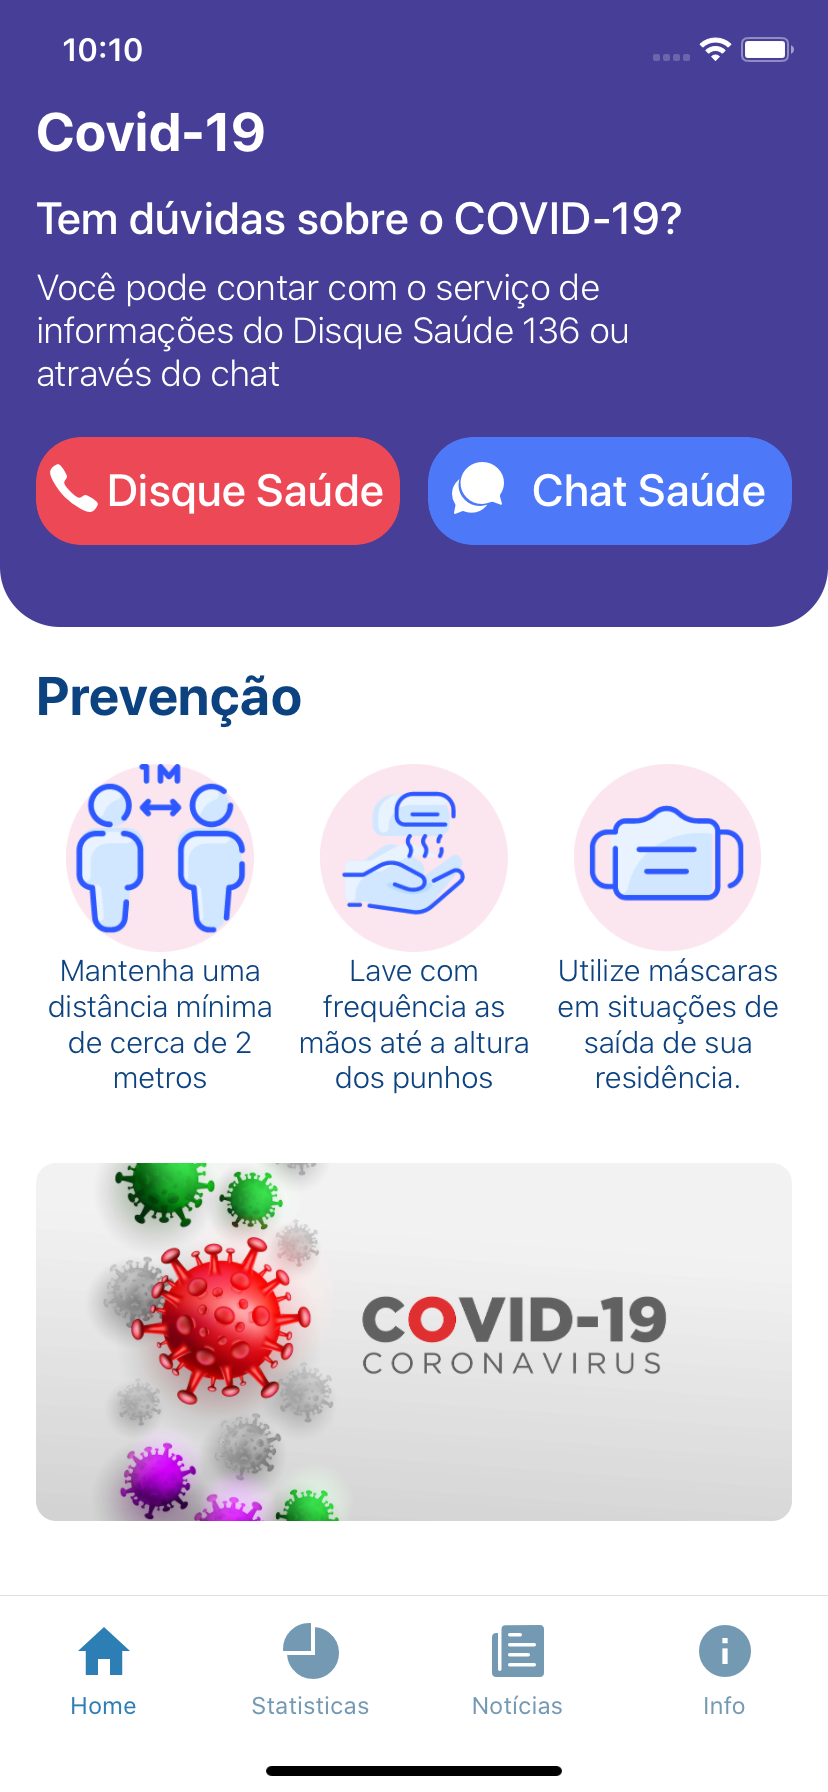 10:10
Covid-19
Tem dúvidas sobre o COVID-19?
Você pode contar com o serviço de
informações do Disque Saúde 136 ou
através do chat
Disque Saúde
Chat Saúde
Prevenção
1M
Mantenha uma
distância mínima
de cerca de 2
metros
Lave com
frequência as
mãos até a altura
dos punhos
Utilize máscaras
em situações de
saída de sua
residência.
COVID-19
CORONAVIRUS
Home
Statisticas
Notícias
Info